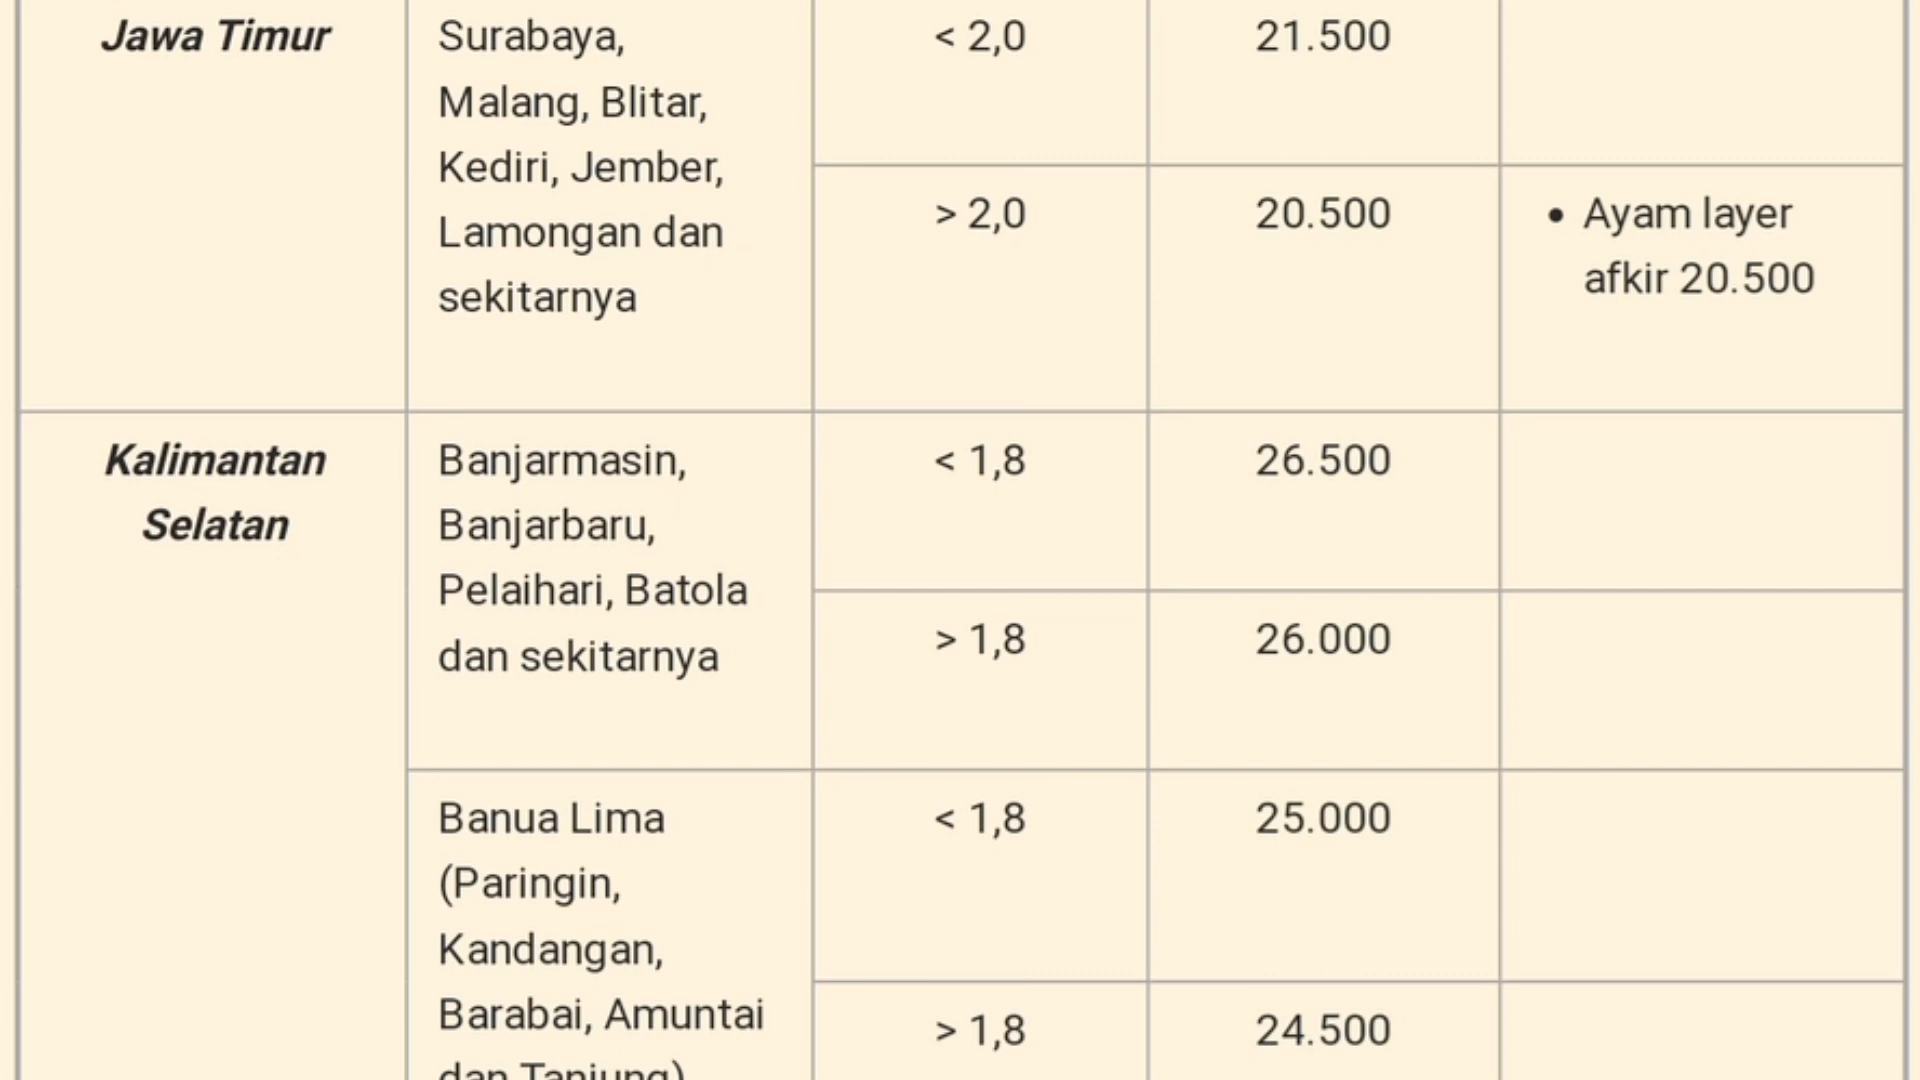 Jawa Timur
Surabaya,
Malang, Blitar,
Kediri, Jember,
Lamongan dan
sekitarnya
< 2,0
21.500
> 2,0
20.500
• Ayam layer
afkir 20.500
Kalimantan
Selatan
Banjarmasin,
Banjarbaru,
Pelaihari, Batola
dan sekitarnya
< 1,8
26.500
> 1,8
26.000
Banua Lima
(Paringin,
Kandangan,
Barabai, Amuntai
dan Tanjung)
< 1,8
25.000
> 1,8
24.500